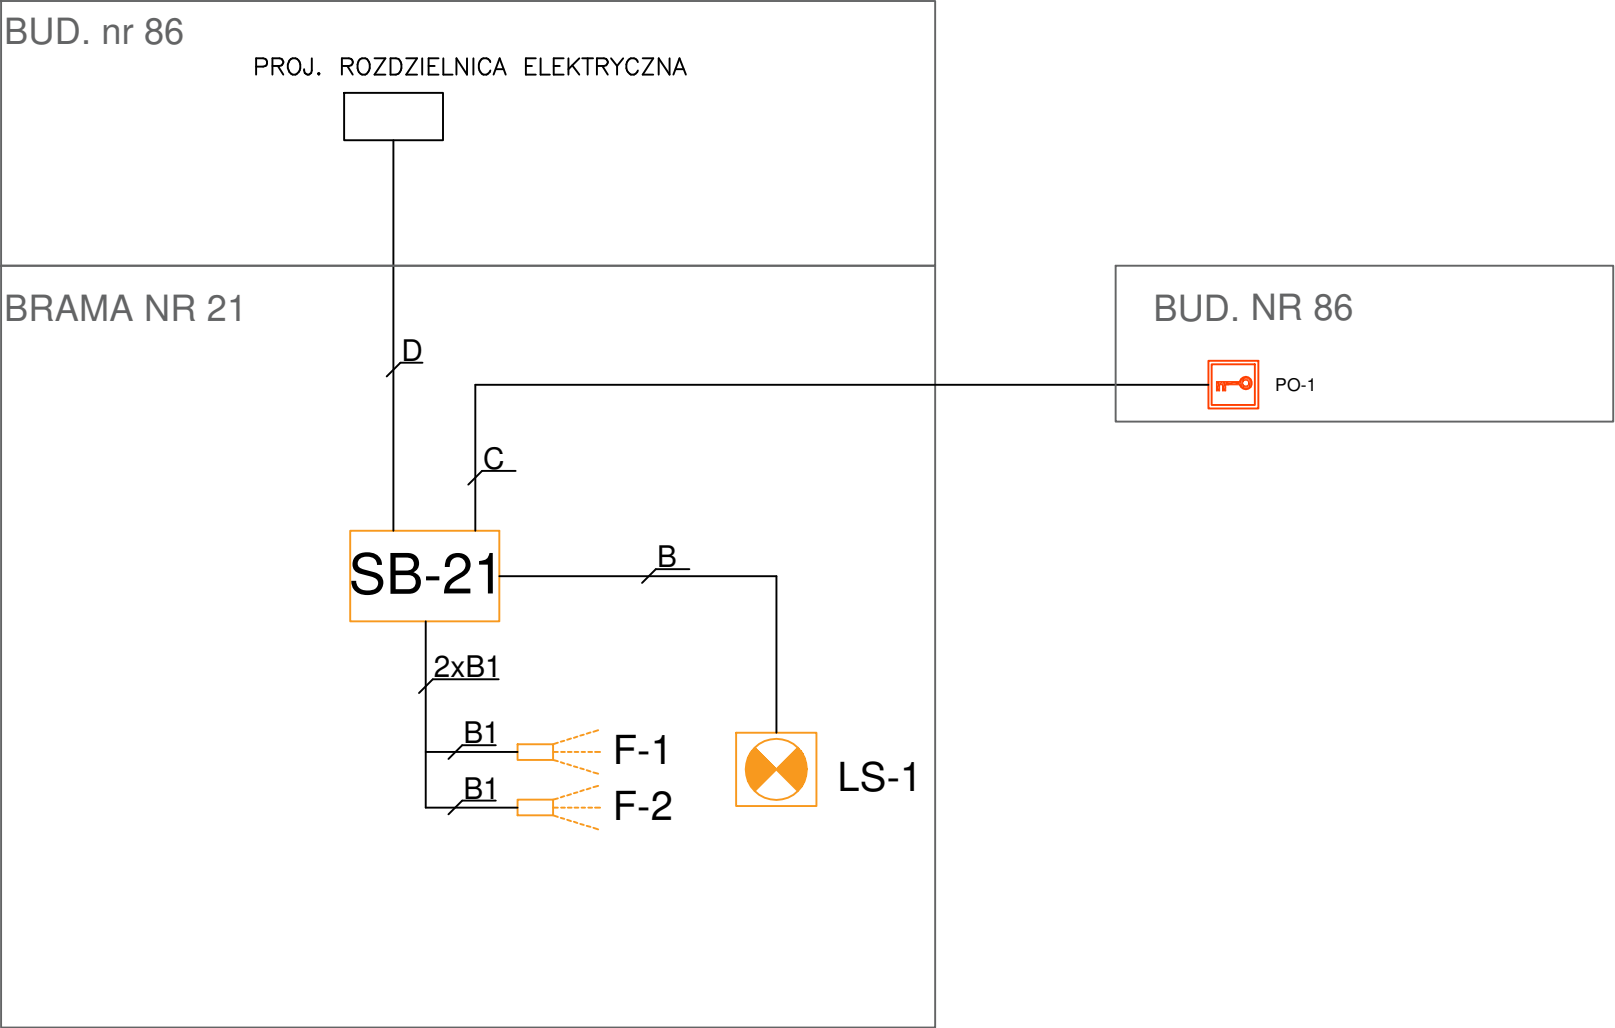 BUD. nr 86
PROJ. ROZDZIELNICA ELEKTRYCZNA
BRAMA NR 21
BUD. NR 86
D
PO-1
C
B
SB-21
2xB1
B1
F-1
LS-1
B1
F-2